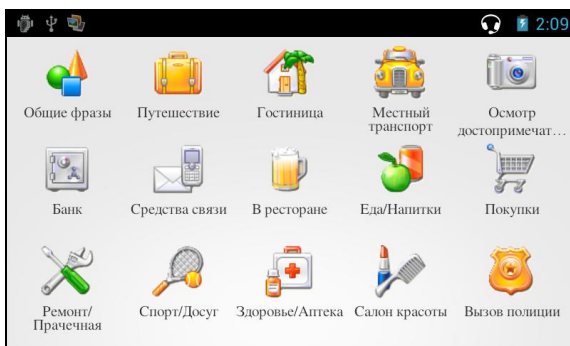 2:09
Общие фразы
Путешествие
Гостиница
Местный
транспорт
Осмотр
достопримечат...
Банк
Средства связи
В ресторане
Еда/Напитки
Покупки
Ремонт/
Прачечная
Спорт/Досуг
Здоровье/Аптека
Салон красоты
Вызов полиции